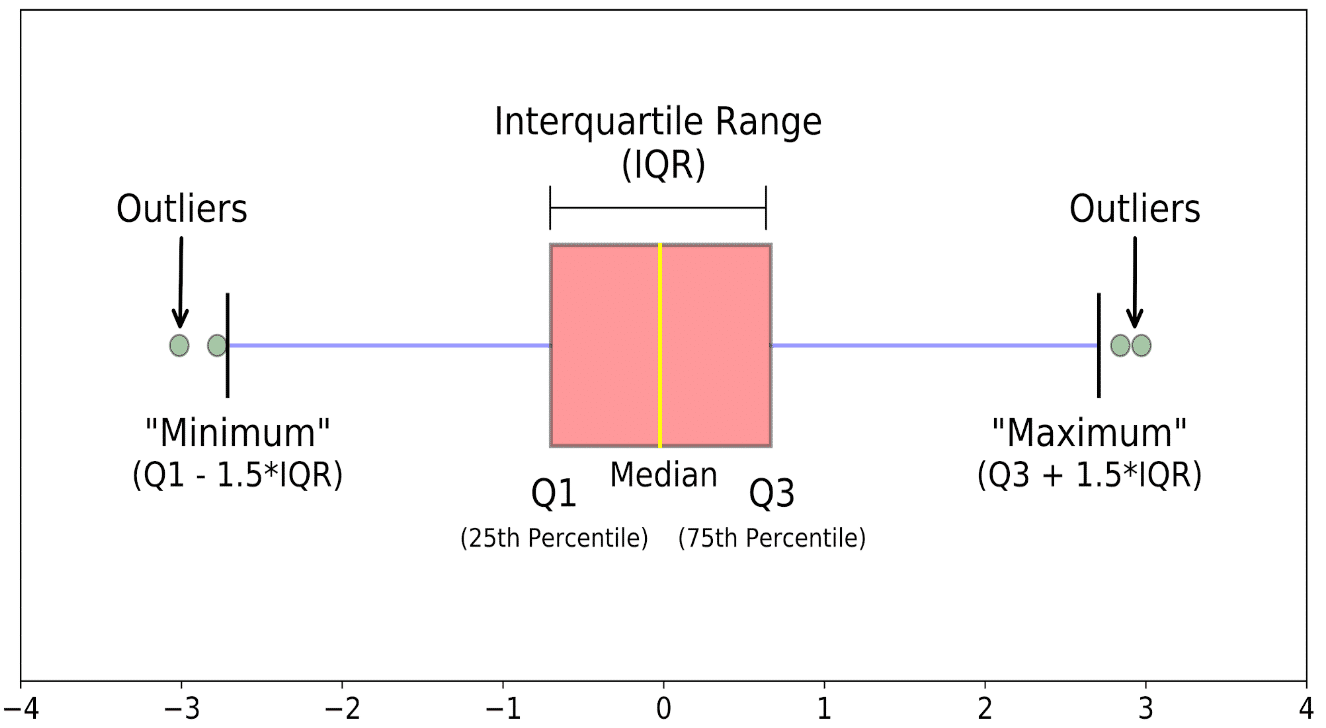 Interquartile Range
(IQR)
Outliers
Outliers
"Minimum"
(Q1 - 1.5*IQR)
"Maximum"
(Q3 + 1.5*IQR)
Median
Q1
Q3
(25th Percentile)
(75th Percentile)
−4 −3 −2 −1 0 1 2 3 4